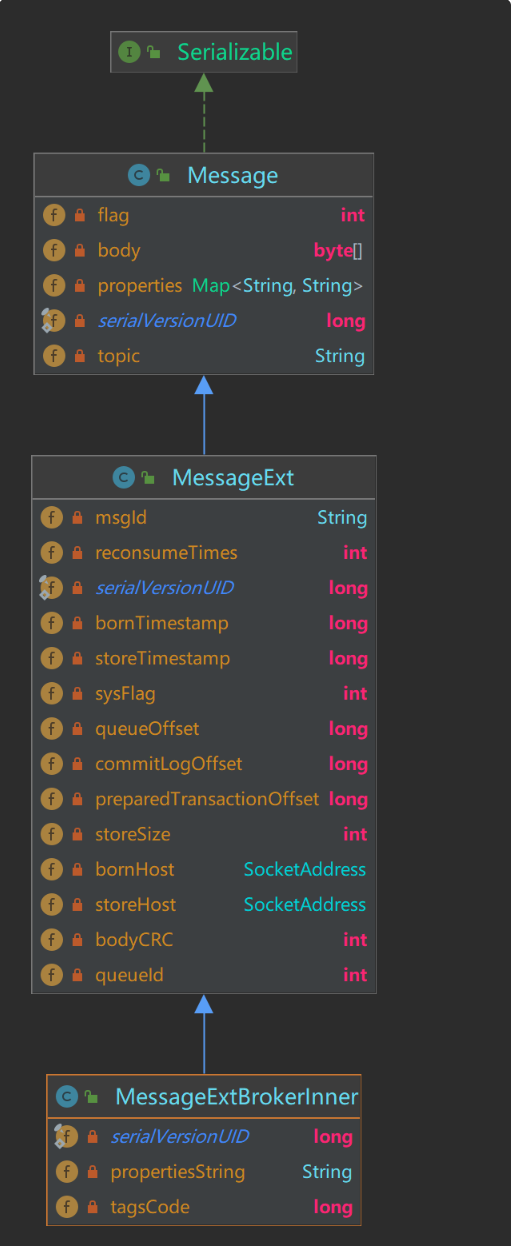 I Serializable
C Message
f flag int
f body byte[]
f properties Map<String, String>
f serialVersionUID long
f topic String
C MessageExt
f msgId String
f reconsumeTimes int
f serialVersionUID long
f bornTimestamp long
f storeTimestamp long
f sysFlag int
f queueOffset long
f commitLogOffset long
f preparedTransactionOffset long
f storeSize int
f bornHost SocketAddress
f storeHost SocketAddress
f bodyCRC int
f queueId int
C MessageExtBrokerInner
f serialVersionUID long
f propertiesString String
f tagsCode long